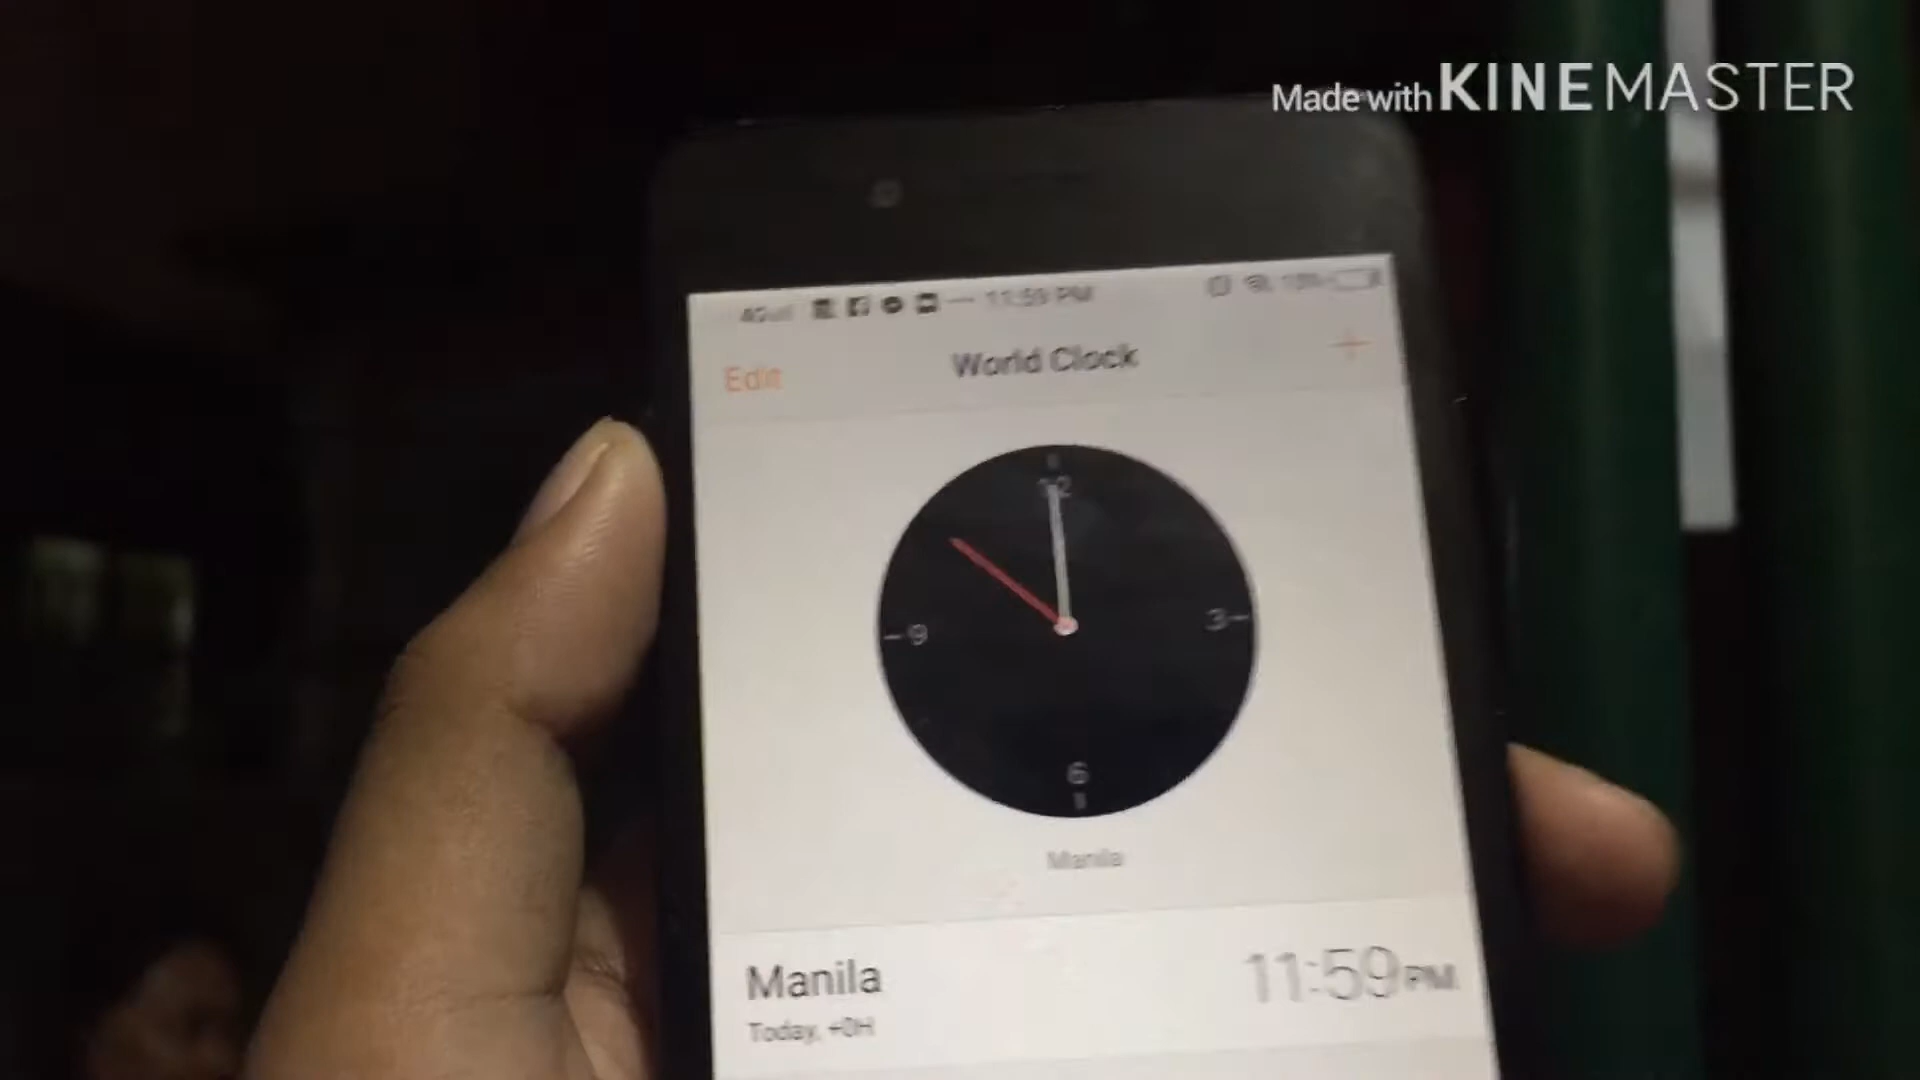 Made with KINEMASTER
4G 11:59 PM
Edit World Clock +
12
9 3
6
Manila
Manila 11:59 PM
Today, +0H